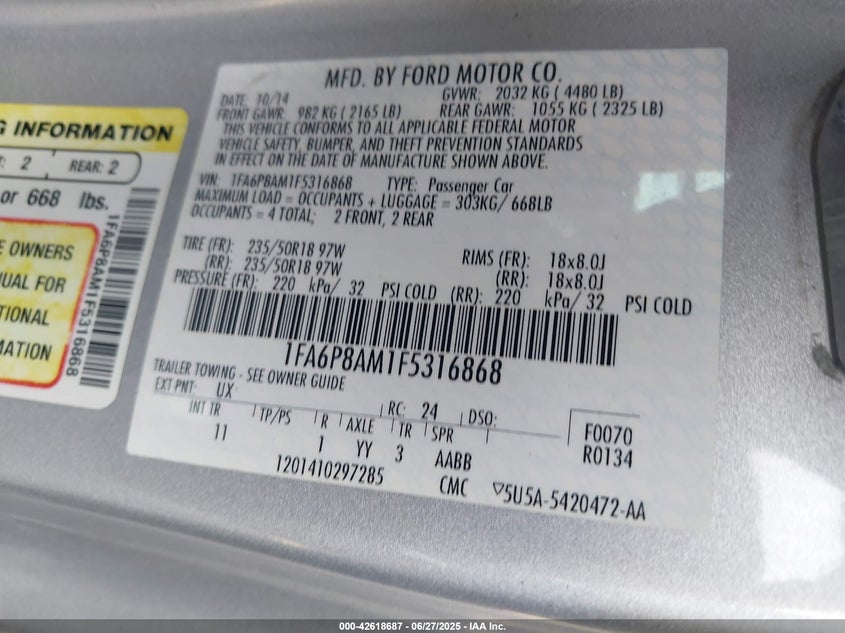 MFD. BY FORD MOTOR CO.
DATE: 10/14 GVWR: 2032 KG ( 4480 LB)
FRONT GAWR: 982 KG ( 2165 LB) REAR GAWR: 1055 KG ( 2325 LB)
THIS VEHICLE CONFORMS TO ALL APPLICABLE FEDERAL MOTOR
VEHICLE SAFETY, BUMPER, AND THEFT PREVENTION STANDARDS
IN EFFECT ON THE DATE OF MANUFACTURE SHOWN ABOVE.
VIN: 1FA6P8AM1F5316868 TYPE: Passenger Car
MAXIMUM LOAD = OCCUPANTS + LUGGAGE = 303KG/ 668LB
OCCUPANTS = 4 TOTAL; 2 FRONT, 2 REAR
TIRE (FR): 235/50R18 97W RIMS (FR): 18x8.0J
(RR): 235/50R18 97W (RR): 18x8.0J
PRESSURE (FR): 220 kPa/ 32 PSI COLD (RR): 220 kPa/ 32 PSI COLD
1FA6P8AM1F5316868
TRAILER TOWING - SEE OWNER GUIDE
EXT PNT: UX RC: 24 DSO:
INT TR TP/PS R AXLE TR SPR F0070
11 1 YY 3 AABB R0134
1201410297285 CMC 5U5A-5420472-AA
G INFORMATION
: 2 REAR: 2
or 668 lbs.
E OWNERS
UAL FOR
TIONAL
MATION
1FA6P8AM1F5316868
000-42618687 - 06/27/2025 - IAA Inc.